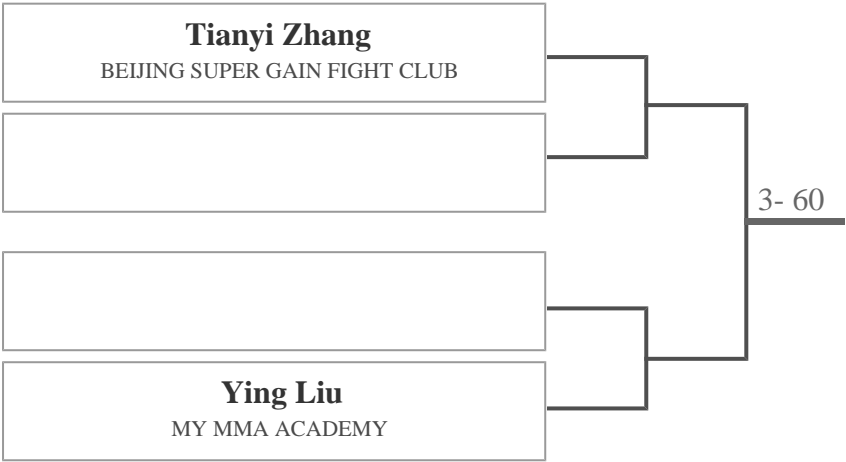 Tianyi Zhang
BEIJING SUPER GAIN FIGHT CLUB
3- 60
Ying Liu
MY MMA ACADEMY